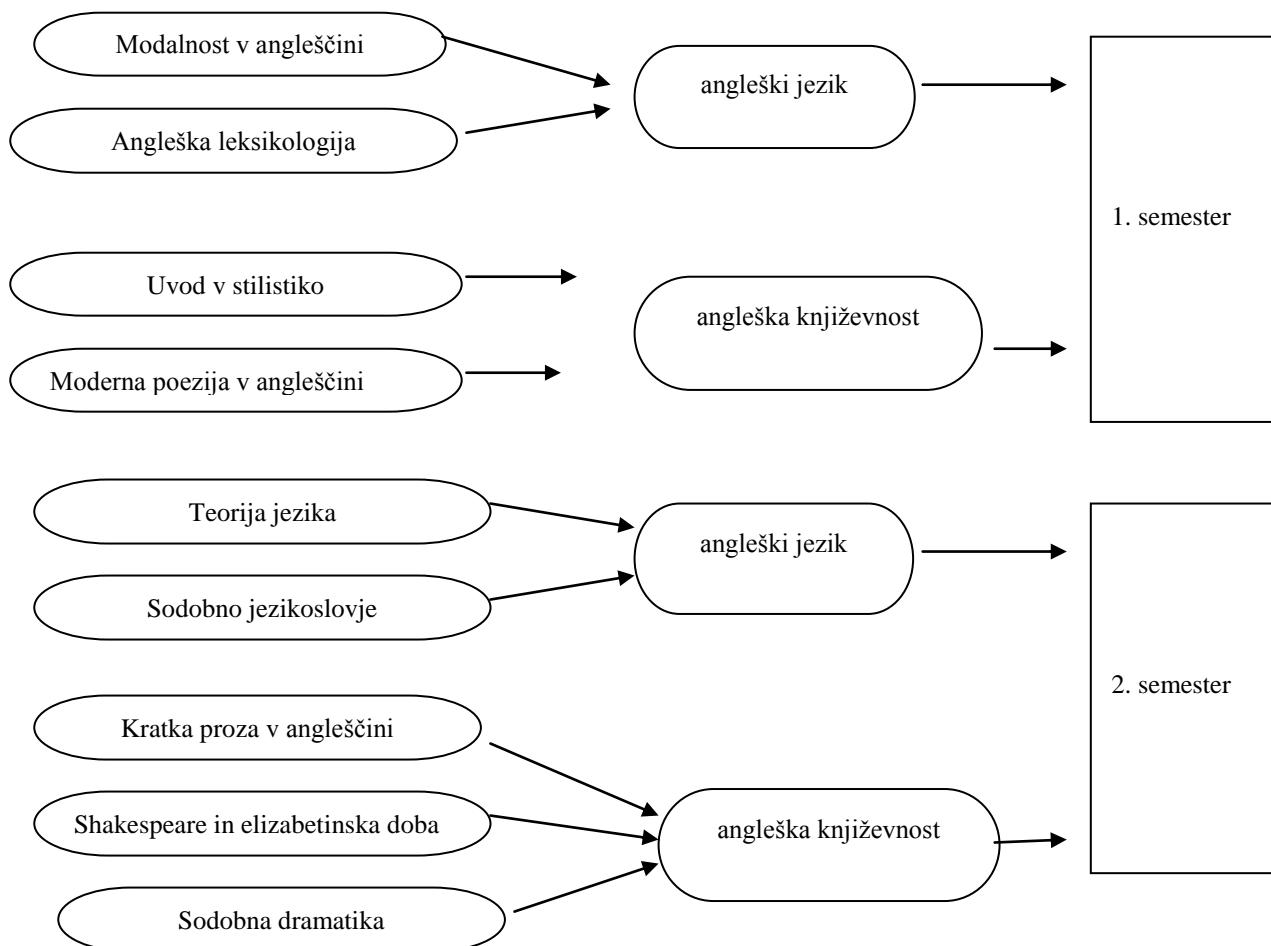 Modalnost v angleščini
angleški jezik
Angleška leksikologija
1. semester
Uvod v stilistiko
angleška književnost
Moderna poezija v angleščini
Teorija jezika
angleški jezik
Sodobno jezikoslovje
2. semester
Kratka proza v angleščini
Shakespeare in elizabetinska doba
angleška književnost
Sodobna dramatika